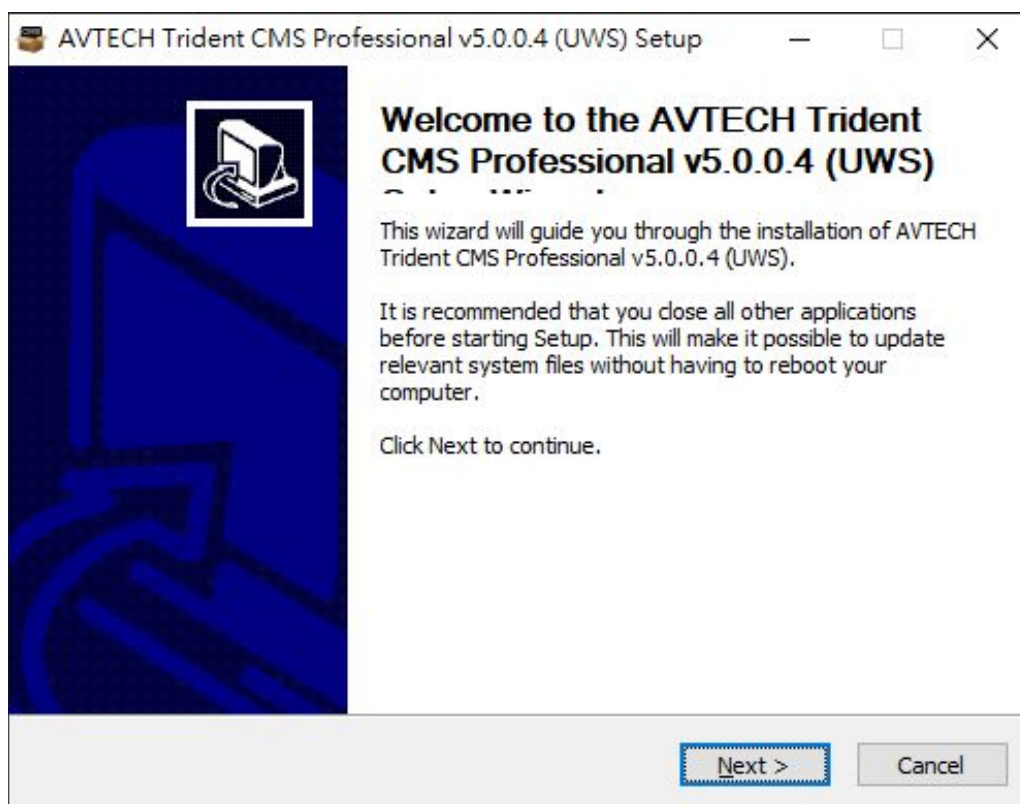 AVTECH Trident CMS Professional v5.0.0.4 (UWS) Setup
Welcome to the AVTECH Trident
CMS Professional v5.0.0.4 (UWS)
This wizard will guide you through the installation of AVTECH
Trident CMS Professional v5.0.0.4 (UWS).
It is recommended that you close all other applications
before starting Setup. This will make it possible to update
relevant system files without having to reboot your
computer.
Click Next to continue.
Next >
Cancel